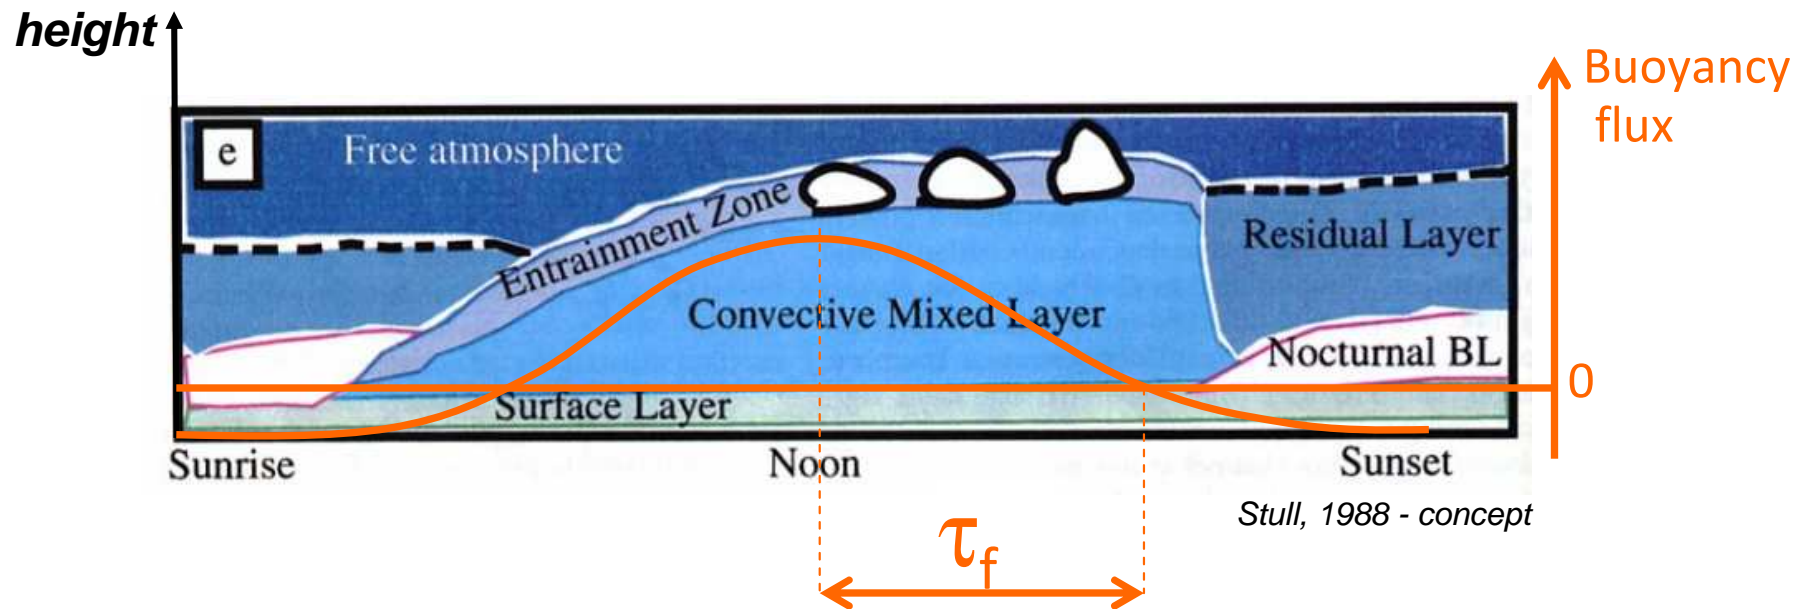 height
Buoyancy
flux
e
Free atmosphere
Entrainment Zone
Residual Layer
Convective Mixed Layer
Nocturnal BL
0
Surface Layer
Sunrise
Noon
Sunset
Stull, 1988 - concept
τf